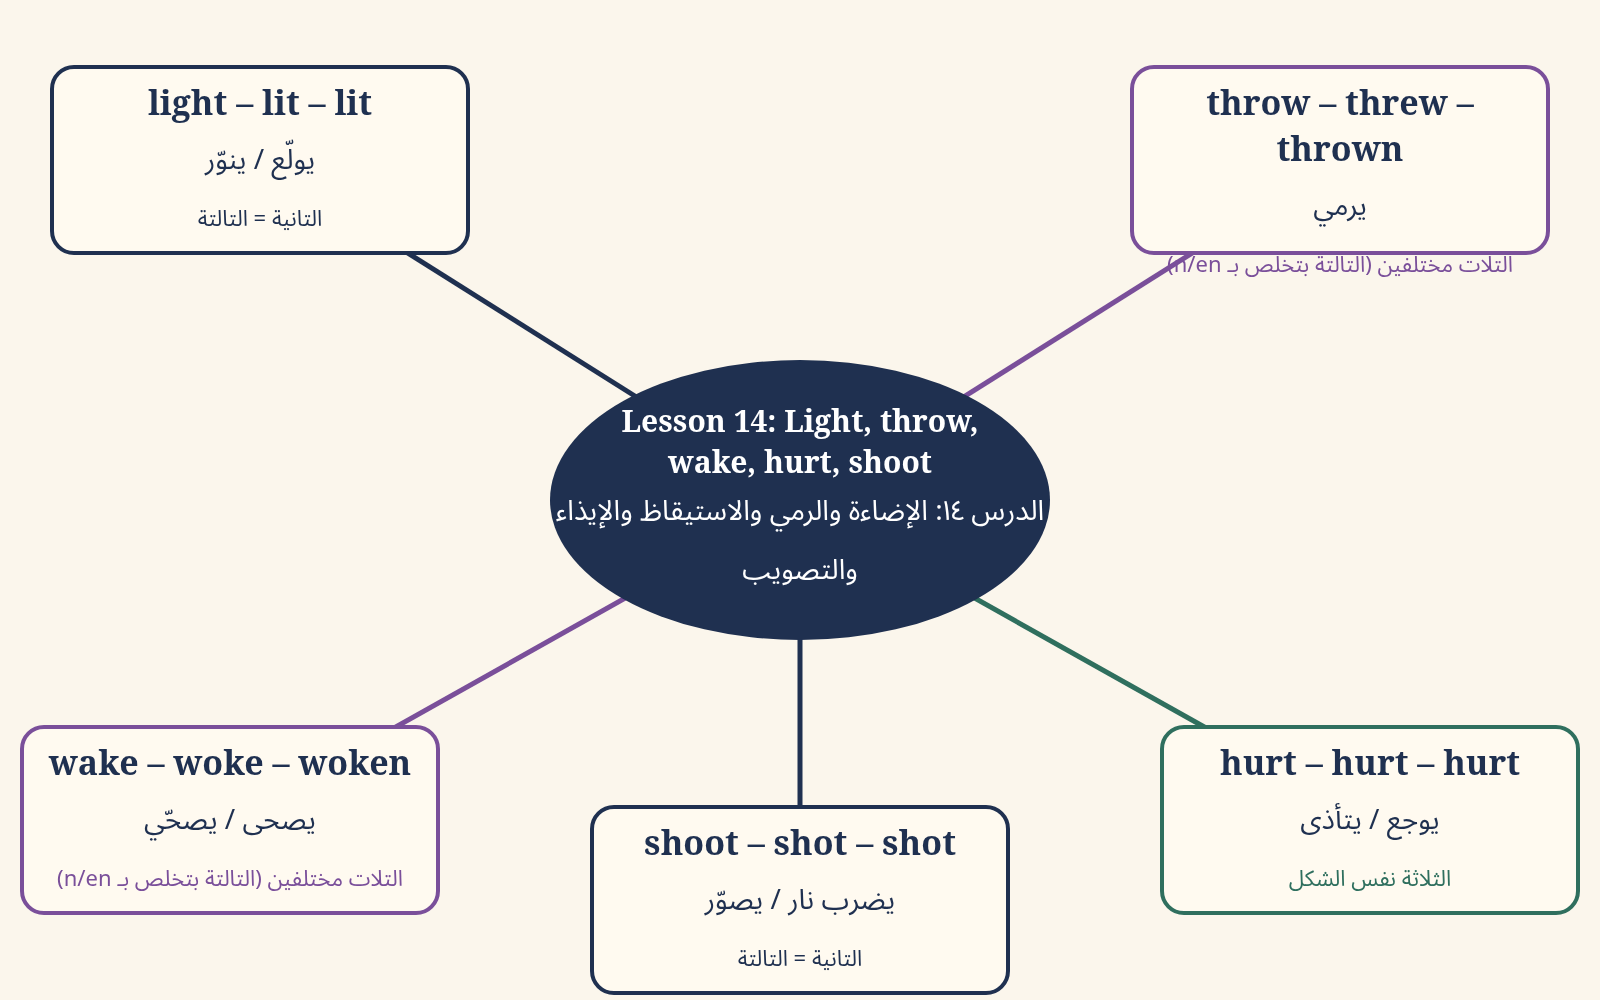 light – lit – lit
يولّع / ينوّر
التانية = التالتة
throw – threw –
thrown
يرمي
التلات مختلفين (التالتة بتخلص بـ n/en)
Lesson 14: Light, throw,
wake, hurt, shoot
الدرس ١٤: الإضاءة والرمي والاستيقاظ والإيذاء
والتصويب
wake – woke – woken
يصحى / يصحّي
التلات مختلفين (التالتة بتخلص بـ n/en)
shoot – shot – shot
يضرب نار / يصوّر
التانية = التالتة
hurt – hurt – hurt
يوجع / يتأذى
الثلاثة نفس الشكل